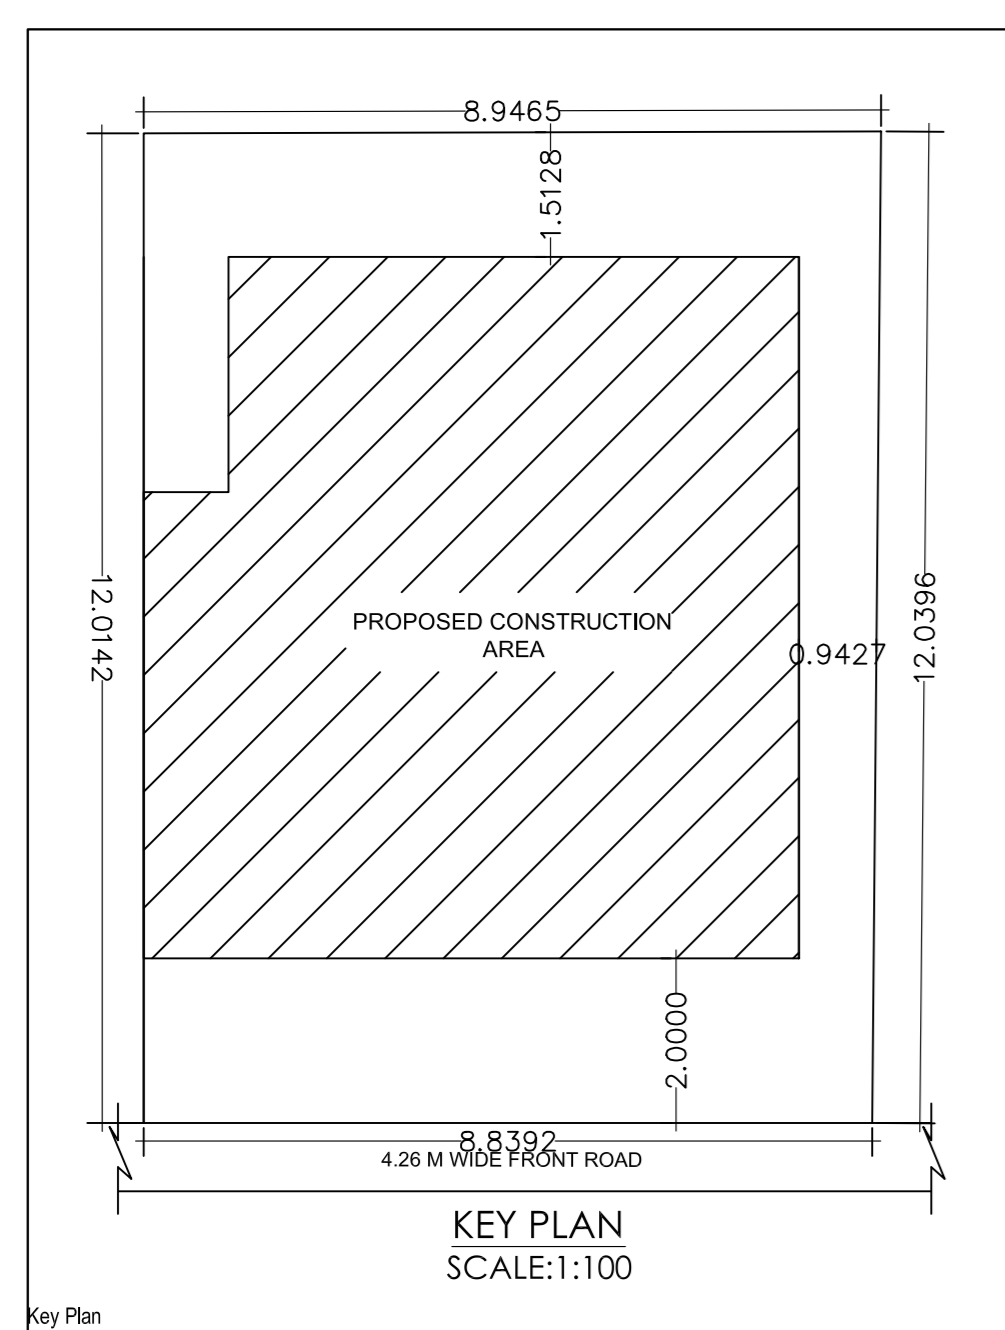 8.9465
1.5128
12.0142
PROPOSED CONSTRUCTION
AREA
0.9427
12.0396
2.0000
8.8392
4.26 M WIDE FRONT ROAD
KEY PLAN
SCALE:1:100
Key Plan